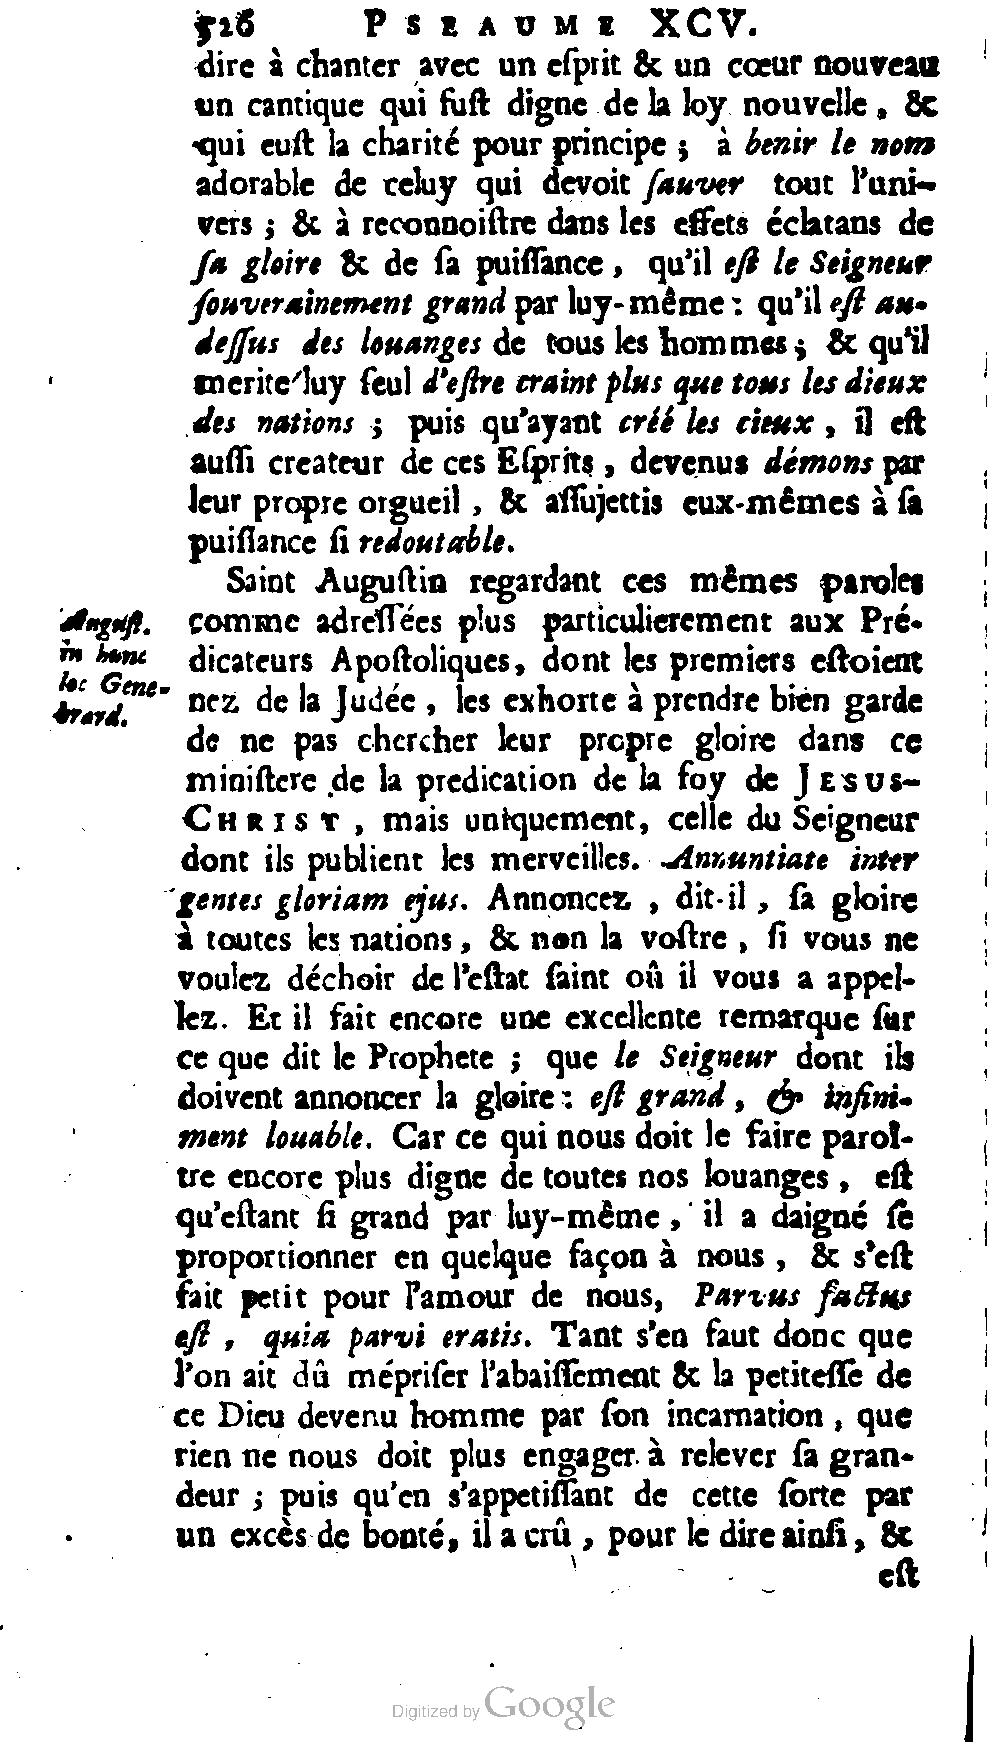 526 PSEAUME XCV.
dire à chanter avec un eſprit & un cœur nouveau
un cantique qui fuſt digne de la loy nouvelle, &
qui euſt la charité pour principe ; à benir le nom
adorable de celuy qui devoit ſauver tout l'uni-
vers ; & à reconnoiſtre dans les effets éclatans de
ſa gloire & de ſa puiſſance, qu'il eſt le Seigneur
ſouverainement grand par luy-même : qu'il eſt au-
deſſus des louanges de tous les hommes ; & qu'il
merite luy ſeul d'eſtre craint plus que tous les dieux
des nations ; puis qu'ayant créé les cieux, il eſt
auſſi createur de ces Eſprits, devenus démons par
leur propre orgueil, & aſſujettis eux-mêmes à ſa
puiſſance ſi redoutable.
Saint Auguſtin regardant ces mêmes paroles
comme adreſſées plus particulierement aux Pré-
dicateurs Apoſtoliques, dont les premiers eſtoient
nez de la Judée, les exhorte à prendre bien garde
de ne pas chercher leur propre gloire dans ce
miniſtere de la predication de la foy de JESUS-
CHRIST, mais uniquement, celle du Seigneur
dont ils publient les merveilles. Annuntiate inter
gentes gloriam ejus. Annoncez, dit-il, ſa gloire
à toutes les nations, & non la voſtre, ſi vous ne
voulez déchoir de l'eſtat ſaint où il vous a appel-
lez. Et il fait encore une excellente remarque ſur
ce que dit le Prophete ; que le Seigneur dont ils
doivent annoncer la gloire : eſt grand, & infini-
ment louable. Car ce qui nous doit le faire paroî-
tre encore plus digne de toutes nos louanges, eſt
qu'eſtant ſi grand par luy-même, il a daigné ſe
proportionner en quelque façon à nous, & s'eſt
fait petit pour l'amour de nous, Parvus factus
eſt, quia parvi eratis. Tant s'en faut donc que
l'on ait dû mépriſer l'abaiſſement & la petiteſſe de
ce Dieu devenu homme par ſon incarnation, que
rien ne nous doit plus engager à relever ſa gran-
deur ; puis qu'en s'appetiſſant de cette ſorte par
un excès de bonté, il a crû, pour le dire ainſi, &
eſt
Auguſt.
in hunc
loc Gene-
brard.
Digitized by Google